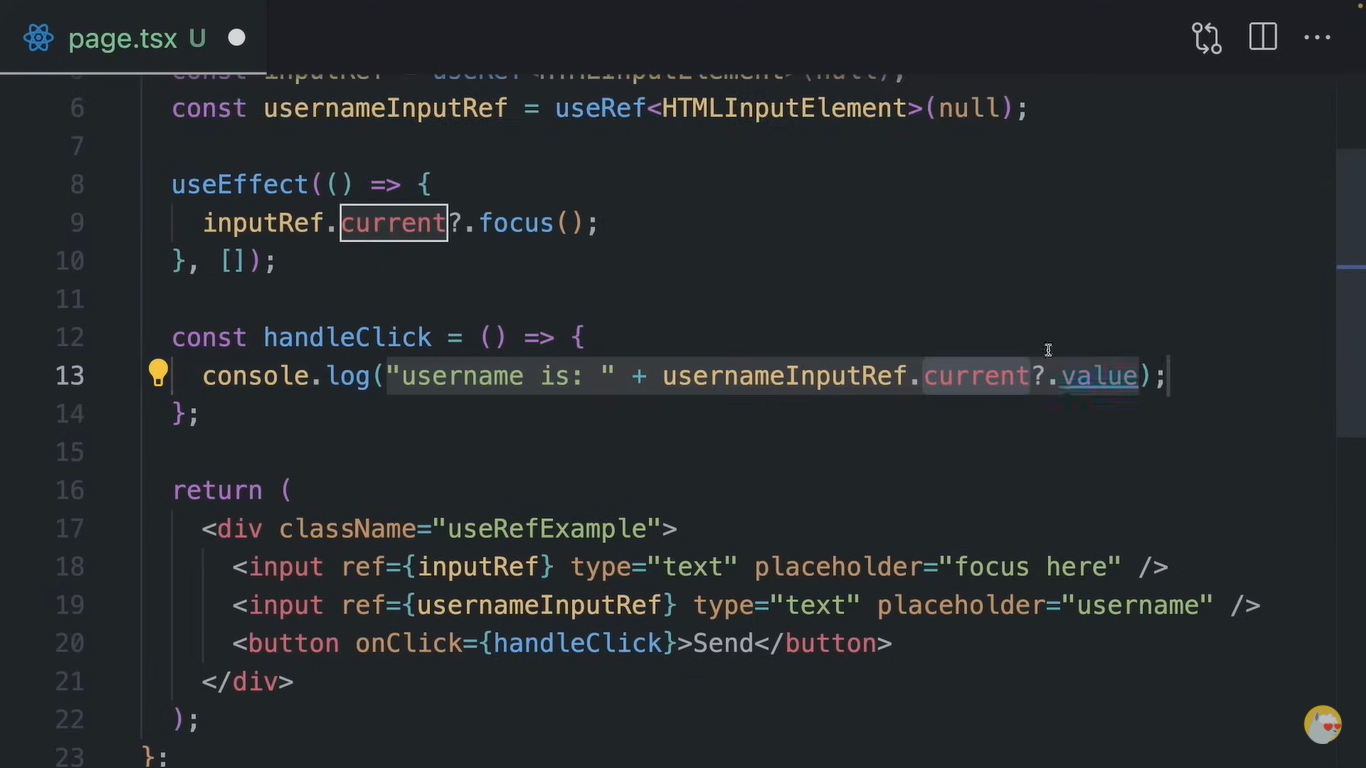 page.tsx U
5 const inputRef = useRef<HTMLInputElement>(null);
6 const usernameInputRef = useRef<HTMLInputElement>(null);
7
8 useEffect(() => {
9 inputRef.current?.focus();
10 }, []);
11
12 const handleClick = () => {
13 console.log("username is: " + usernameInputRef.current?.value);
14 };
15
16 return (
17 <div className="useRefExample">
18 <input ref={inputRef} type="text" placeholder="focus here" />
19 <input ref={usernameInputRef} type="text" placeholder="username" />
20 <button onClick={handleClick}>Send</button>
21 </div>
22 );
23 };